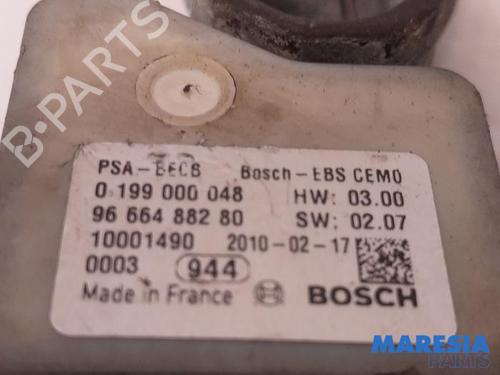 B-PARTS
PSA-EECB Bosch-EBS CEM0
0 199 000 048 HW: 03.00
96 664 882 80 SW: 02.07
10001490 2010-02-17
0003 944
Made in France BOSCH
MARESIA
PARTS